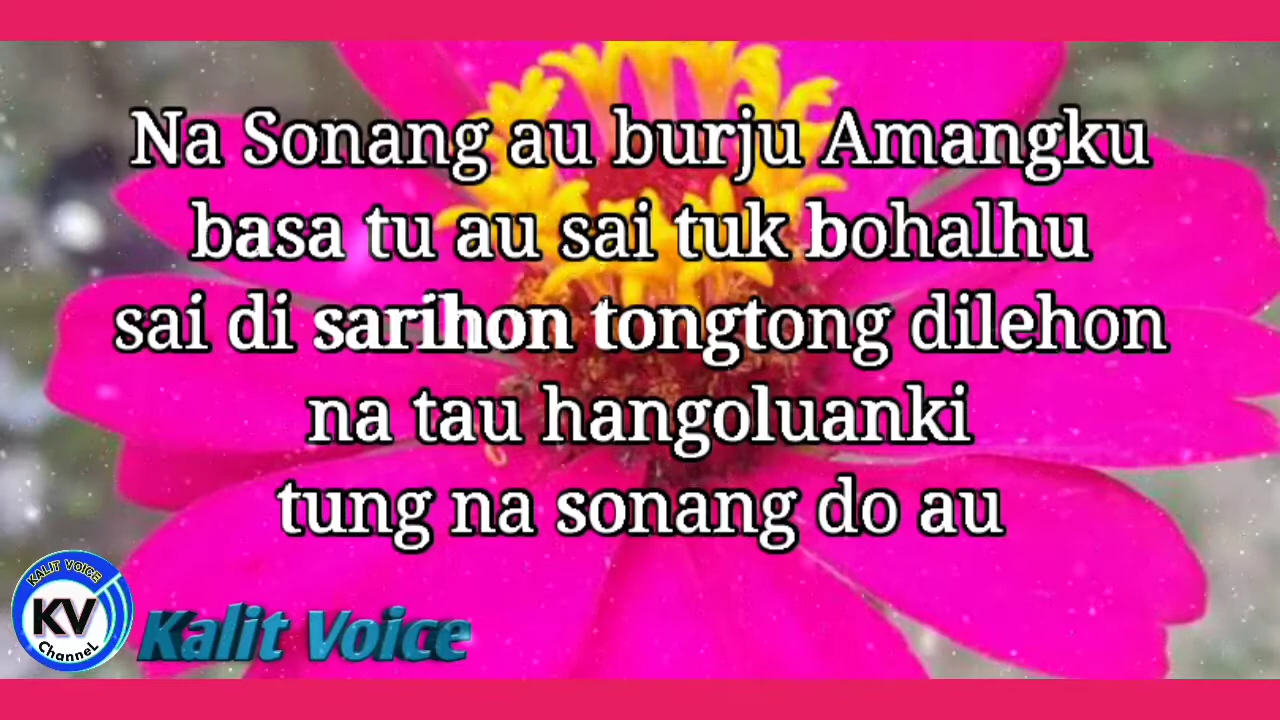 Na Sonang au burju Amangku
basa tu au sai tuk bohalhu
sai di sarihon tongtong dilehon
na tau hangoluanki
tung na sonang do au
KALIT VOICE
KV
ChanneL
Kalit Voice